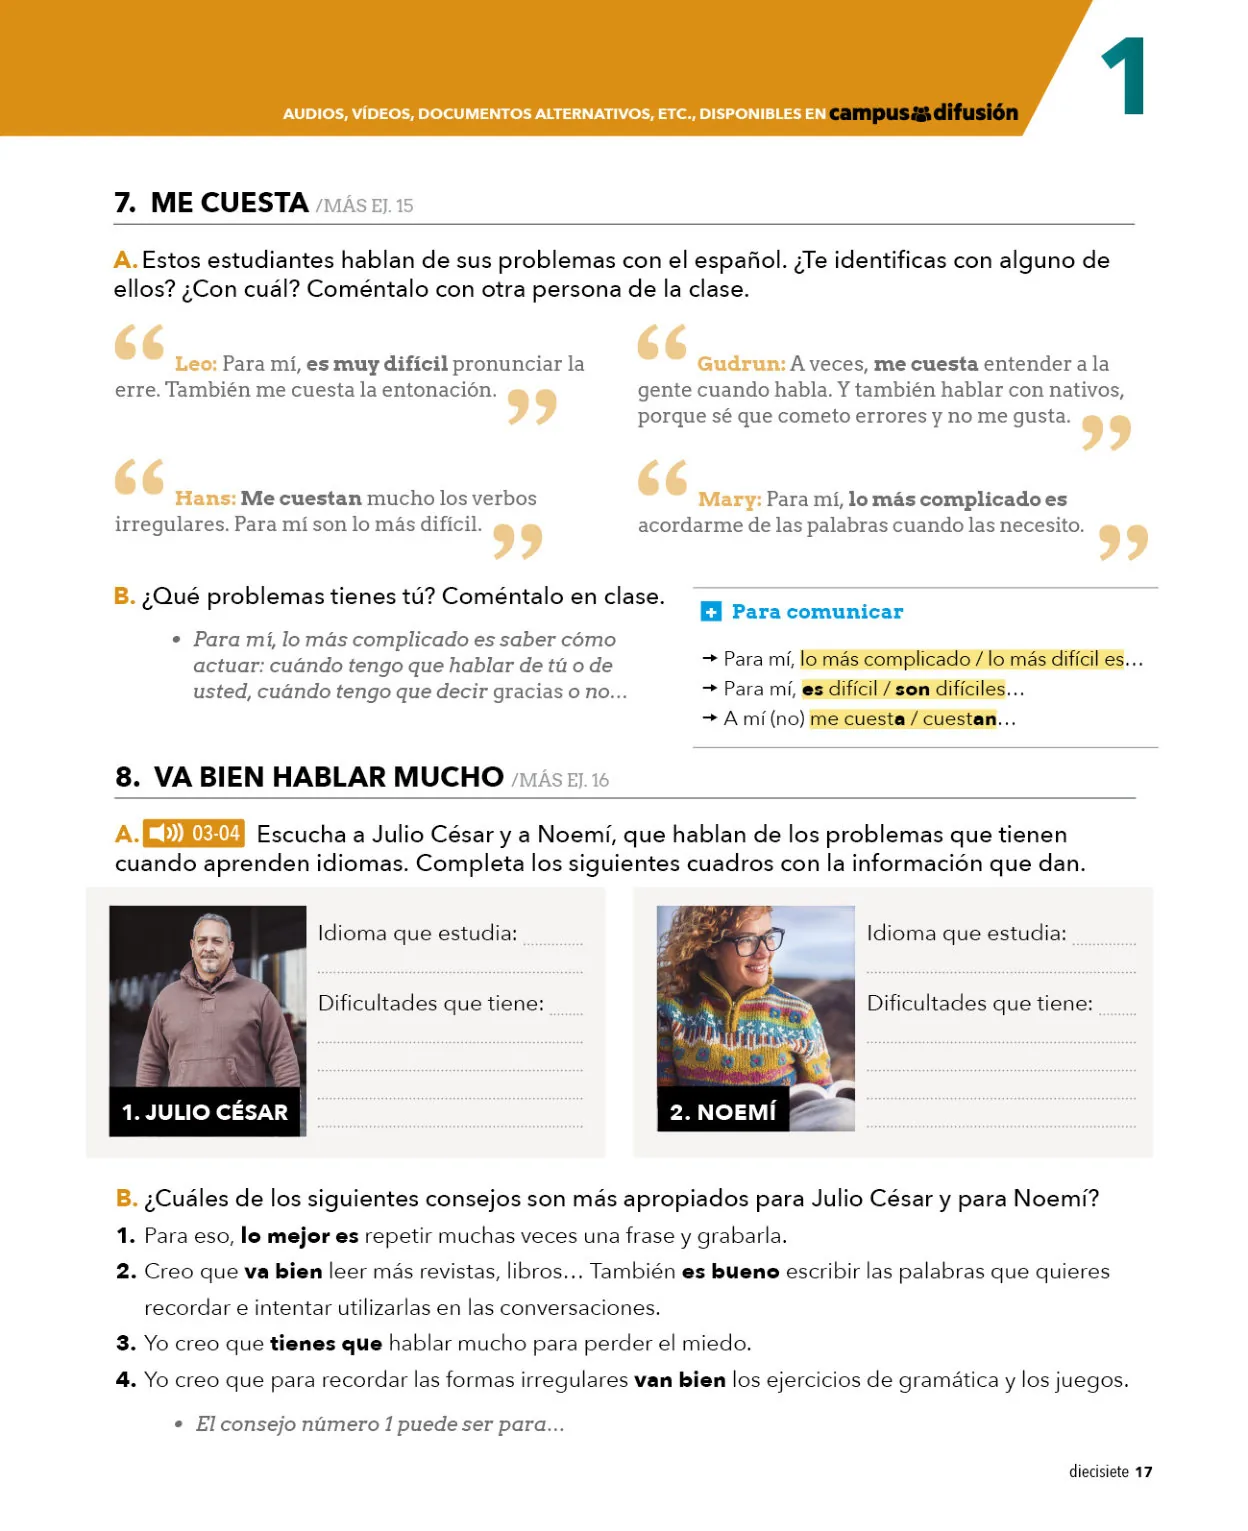 1
AUDIOS, VÍDEOS, DOCUMENTOS ALTERNATIVOS, ETC., DISPONIBLES EN campus difusión
7. ME CUESTA /MÁS EJ. 15
A. Estos estudiantes hablan de sus problemas con el español. ¿Te identificas con alguno de
ellos? ¿Con cuál? Coméntalo con otra persona de la clase.
“ Leo: Para mí, es muy difícil pronunciar la
erre. También me cuesta la entonación. ”
“ Gudrun: A veces, me cuesta entender a la
gente cuando habla. Y también hablar con nativos,
porque sé que cometo errores y no me gusta. ”
“ Hans: Me cuestan mucho los verbos
irregulares. Para mí son lo más difícil. ”
“ Mary: Para mí, lo más complicado es
acordarme de las palabras cuando las necesito. ”
B. ¿Qué problemas tienes tú? Coméntalo en clase.
• Para mí, lo más complicado es saber cómo
actuar: cuándo tengo que hablar de tú o de
usted, cuándo tengo que decir gracias o no...
+ Para comunicar
→ Para mí, lo más complicado / lo más difícil es...
→ Para mí, es difícil / son difíciles...
→ A mí (no) me cuesta / cuestan...
8. VA BIEN HABLAR MUCHO /MÁS EJ. 16
A. 03-04 Escucha a Julio César y a Noemí, que hablan de los problemas que tienen
cuando aprenden idiomas. Completa los siguientes cuadros con la información que dan.
Idioma que estudia:
Dificultades que tiene:
1. JULIO CÉSAR
Idioma que estudia:
Dificultades que tiene:
2. NOEMÍ
B. ¿Cuáles de los siguientes consejos son más apropiados para Julio César y para Noemí?
1. Para eso, lo mejor es repetir muchas veces una frase y grabarla.
2. Creo que va bien leer más revistas, libros... También es bueno escribir las palabras que quieres
recordar e intentar utilizarlas en las conversaciones.
3. Yo creo que tienes que hablar mucho para perder el miedo.
4. Yo creo que para recordar las formas irregulares van bien los ejercicios de gramática y los juegos.
• El consejo número 1 puede ser para...
diecisiete 17